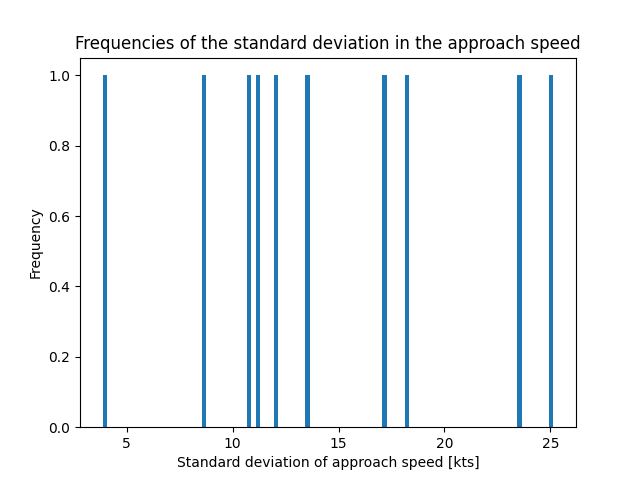 Frequencies of the standard deviation in the approach speed
1.0
0.8
0.6
0.4
0.2
0.0
Frequency
5 10 15 20 25
Standard deviation of approach speed [kts]